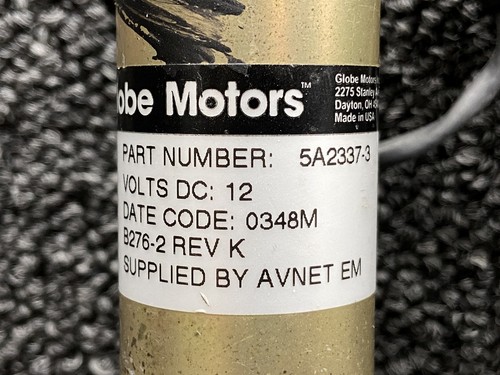 obe Motors™
Globe Motors
2275 Stanley A
Dayton, OH 45
Made in USA
PART NUMBER: 5A2337-3
VOLTS DC: 12
DATE CODE: 0348M
B276-2 REV K
SUPPLIED BY AVNET EM